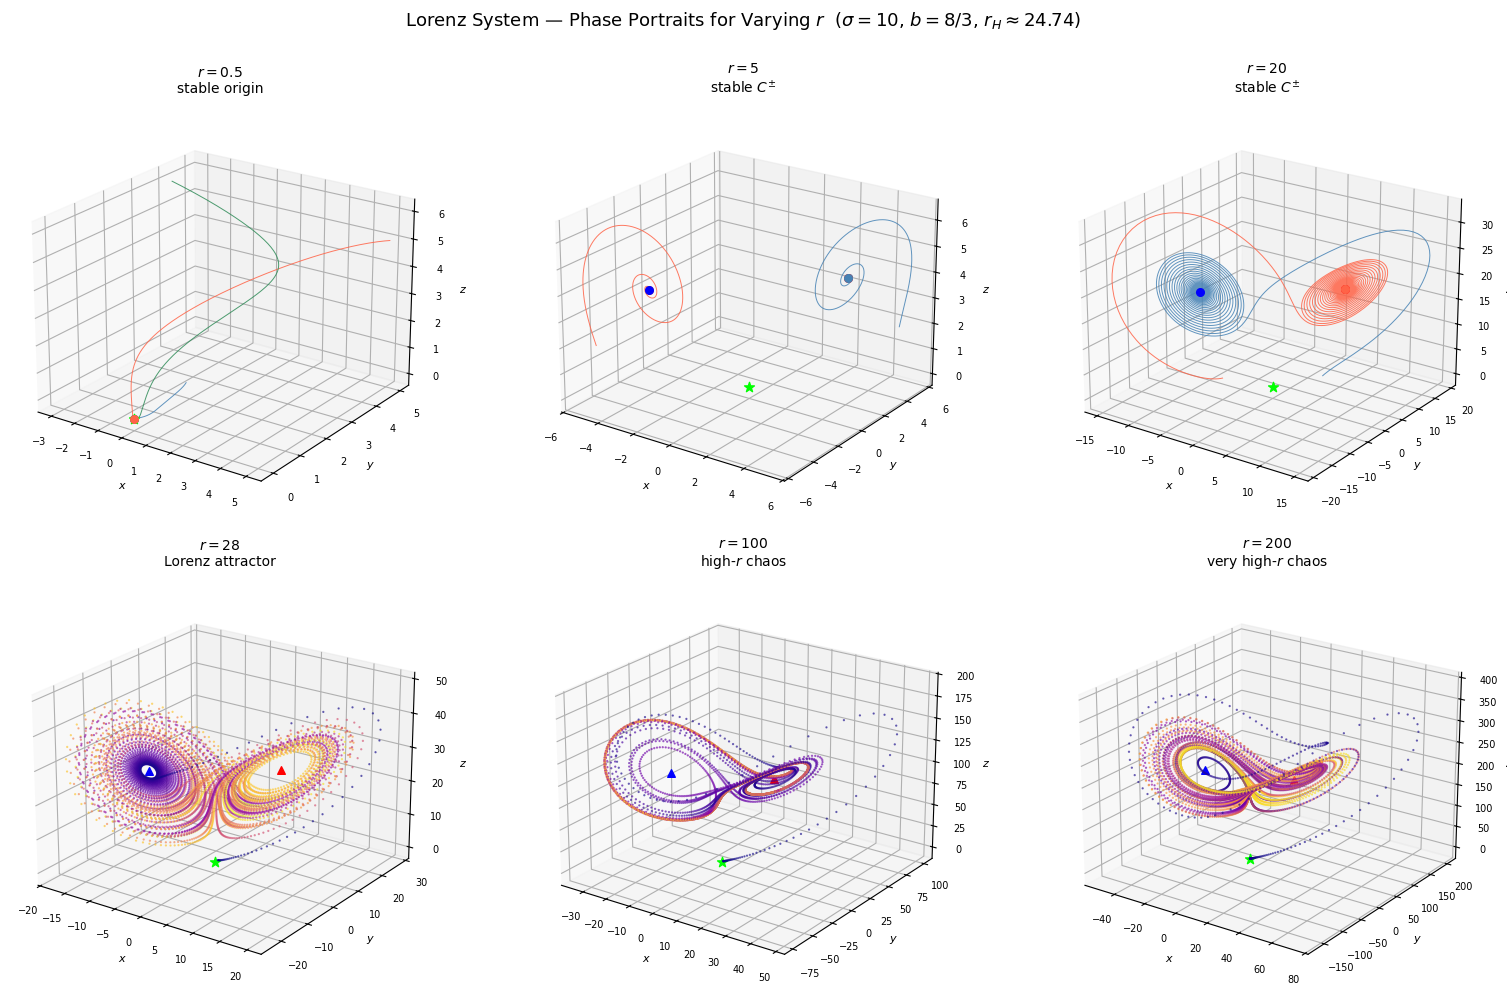 Lorenz System — Phase Portraits for Varying r (σ = 10, b = 8/3, r_H ≈ 24.74)
r = 0.5
stable origin
r = 5
stable C^±
r = 20
stable C^±
z
6
5
4
3
2
1
0
−3 −2 −1 0 1 2 3 4 5
x
0 1 2 3 4 5
y
z
6
5
4
3
2
1
0
−6 −4 −2 0 2 4 6
x
−6 −4 −2 0 2 4 6
y
30
25
20
15
10
5
0
−15 −10 −5 0 5 10 15
x
−20 −15 −10 −5 0 5 10 15 20
y
r = 28
Lorenz attractor
r = 100
high-r chaos
r = 200
very high-r chaos
z
50
40
30
20
10
0
−20 −15 −10 −5 0 5 10 15 20
x
−20 −10 0 10 20 30
y
z
200
175
150
125
100
75
50
25
0
−30 −20 −10 0 10 20 30 40 50
x
−75 −50 −25 0 25 50 75 100
y
400
350
300
250
200
150
100
50
0
−40 −20 0 20 40 60 80
x
−150 −100 −50 0 50 100 150 200
y